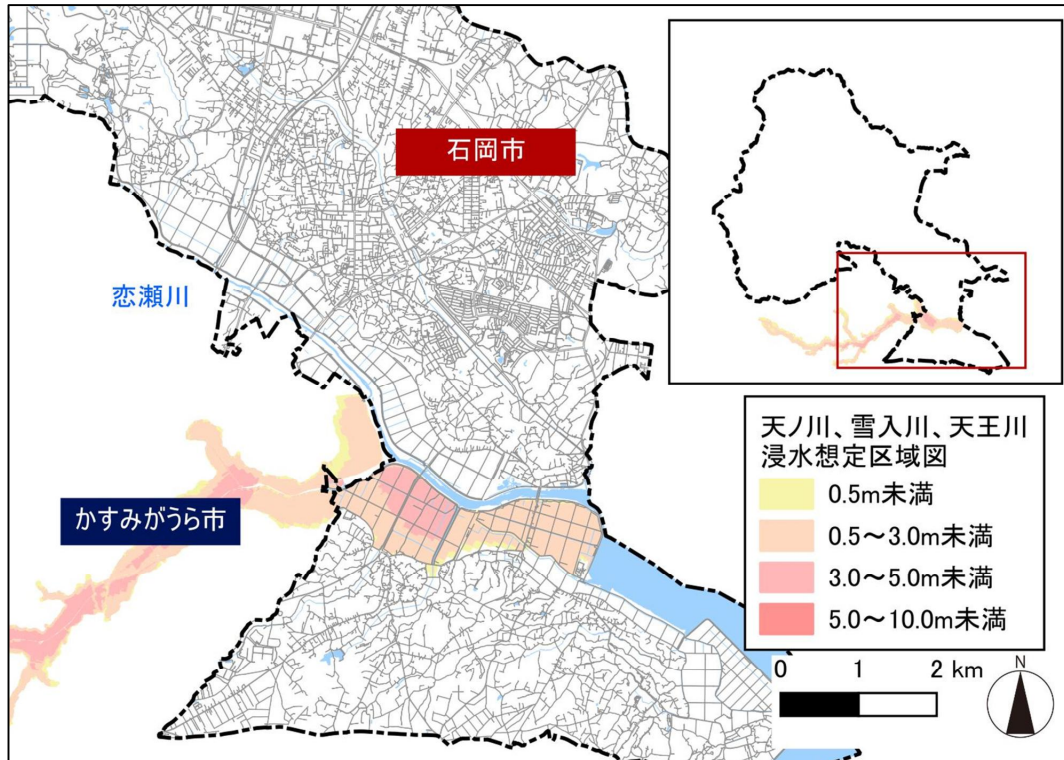 石岡市
恋瀬川
かすみがうら市
天ノ川、雪入川、天王川
浸水想定区域図
0.5m未満
0.5～3.0m未満
3.0～5.0m未満
5.0～10.0m未満
0 1 2 km
N